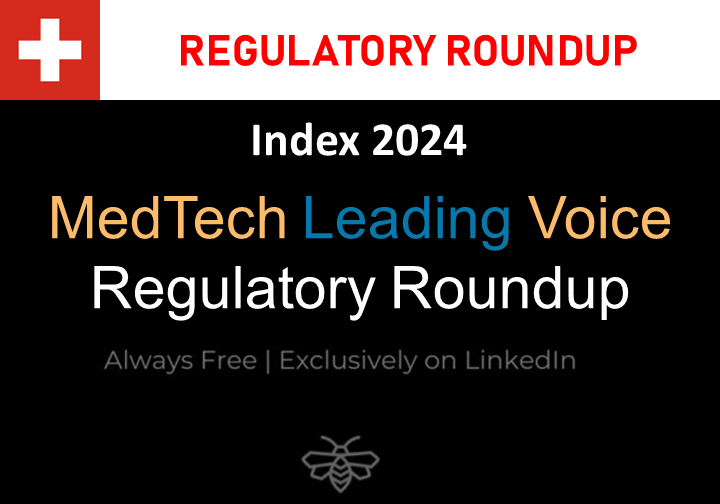 REGULATORY ROUNDUP
Index 2024
MedTech Leading Voice
Regulatory Roundup
Always Free | Exclusively on LinkedIn